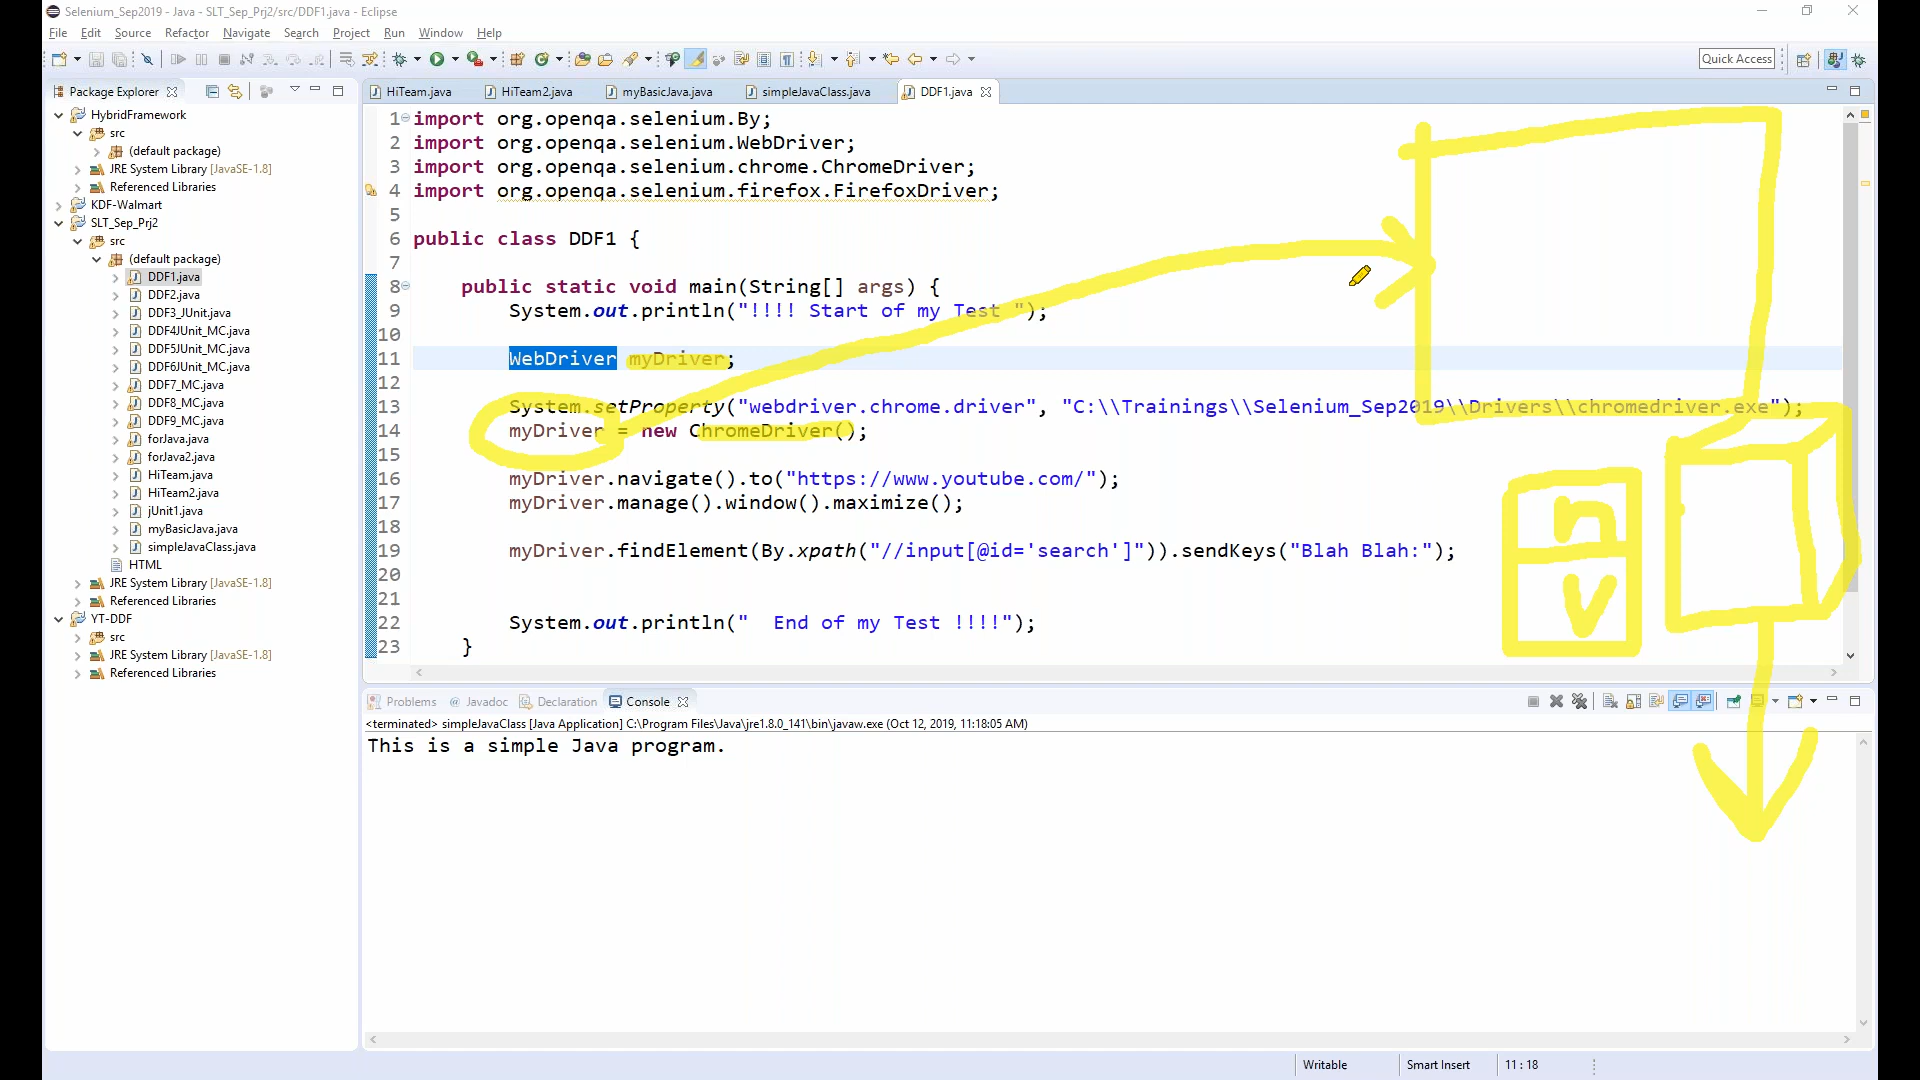 Selenium_Sep2019 - Java - SLT_Sep_Prj2/src/DDF1.java - Eclipse
File Edit Source Refactor Navigate Search Project Run Window Help
Quick Access
Package Explorer
HybridFramework
src
(default package)
JRE System Library [JavaSE-1.8]
Referenced Libraries
KDF-Walmart
SLT_Sep_Prj2
src
(default package)
DDF1.java
DDF2.java
DDF3_JUnit.java
DDF4JUnit_MC.java
DDF5JUnit_MC.java
DDF6JUnit_MC.java
DDF7_MC.java
DDF8_MC.java
DDF9_MC.java
forJava.java
forJava2.java
HiTeam.java
HiTeam2.java
jUnit1.java
myBasicJava.java
simpleJavaClass.java
HTML
JRE System Library [JavaSE-1.8]
Referenced Libraries
YT-DDF
src
JRE System Library [JavaSE-1.8]
Referenced Libraries
HiTeam.java HiTeam2.java myBasicJava.java simpleJavaClass.java DDF1.java
1 import org.openqa.selenium.By;
2 import org.openqa.selenium.WebDriver;
3 import org.openqa.selenium.chrome.ChromeDriver;
4 import org.openqa.selenium.firefox.FirefoxDriver;
5
6 public class DDF1 {
7
8 public static void main(String[] args) {
9 System.out.println("!!!! Start of my Test ");
10
11 WebDriver myDriver;
12
13 System.setProperty("webdriver.chrome.driver", "C:\\Trainings\\Selenium_Sep2019\\Drivers\\chromedriver.exe");
14 myDriver = new ChromeDriver();
15
16 myDriver.navigate().to("https://www.youtube.com/");
17 myDriver.manage().window().maximize();
18
19 myDriver.findElement(By.xpath("//input[@id='search']")).sendKeys("Blah Blah:");
20
21
22 System.out.println("  End of my Test !!!!");
23 }
n
v
Problems Javadoc Declaration Console
<terminated> simpleJavaClass [Java Application] C:\Program Files\Java\jre1.8.0_141\bin\javaw.exe (Oct 12, 2019, 11:18:05 AM)
This is a simple Java program.
Writable Smart Insert 11 : 18